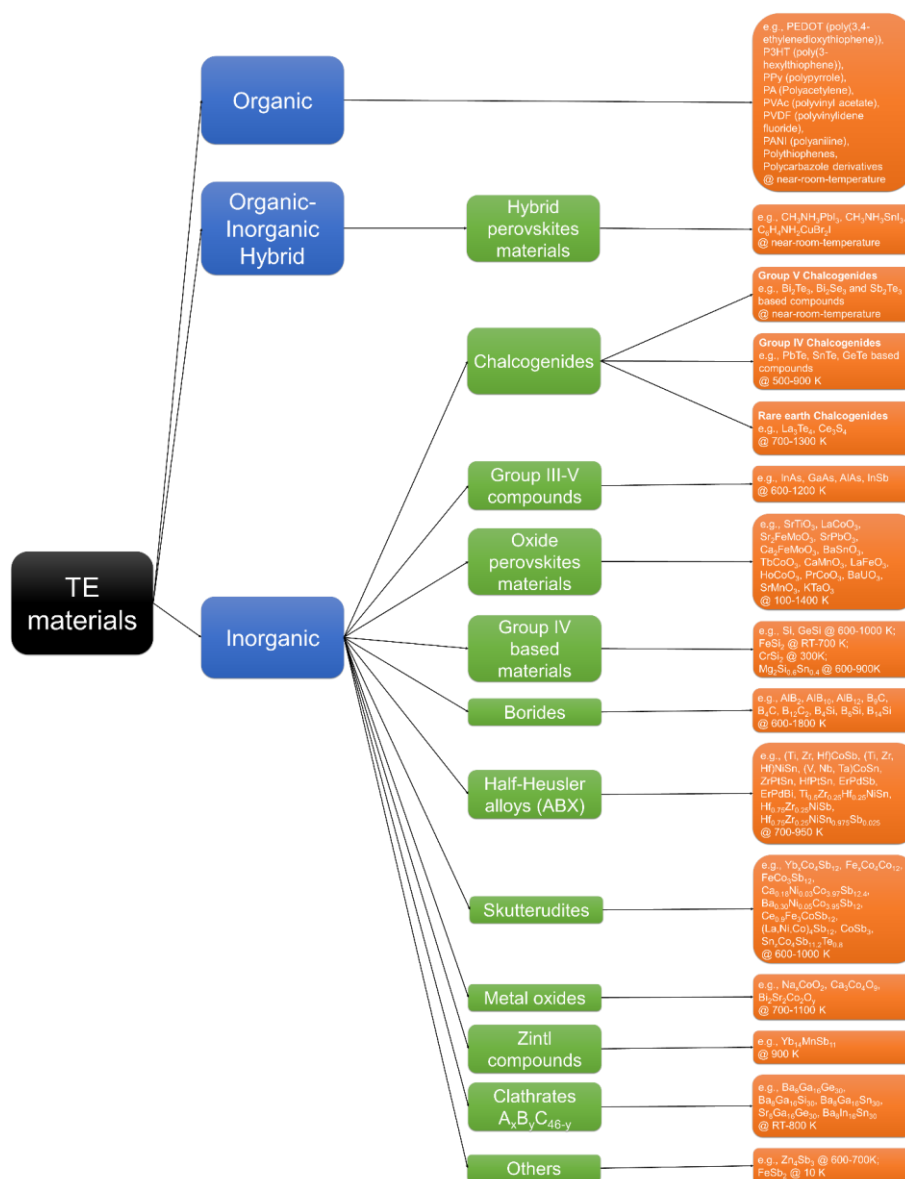 Organic
e.g., PEDOT (poly(3,4-
ethylenedioxythiophene)),
P3HT (poly(3-
hexylthiophene)),
PPy (polypyrrole),
PA (Polyacetylene),
PVAc (polyvinyl acetate),
PVDF (polyvinylidene
fluoride),
PANI (polyaniline),
Polythiophenes,
Polycarbazole derivatives
@ near-room-temperature
Organic-
Inorganic
Hybrid
Hybrid
perovskites
materials
e.g., CH₃NH₃PbI₃, CH₃NH₃SnI₃,
C₆H₄NH₂CuBr₂I
@ near-room-temperature
Chalcogenides
Group V Chalcogenides
e.g., Bi₂Te₃, Bi₂Se₃ and Sb₂Te₃
based compounds
@ near-room-temperature
Group IV Chalcogenides
e.g., PbTe, SnTe, GeTe based
compounds
@ 500-900 K
Rare earth Chalcogenides
e.g., La₃Te₄, Ce₃S₄
@ 700-1300 K
Group III-V
compounds
e.g., InAs, GaAs, AlAs, InSb
@ 600-1200 K
TE
materials
Inorganic
Oxide
perovskites
materials
e.g., SrTiO₃, LaCoO₃,
Sr₂FeMoO₃, SrPbO₃,
Ca₂FeMoO₃, BaSnO₃,
TbCoO₃, CaMnO₃, LaFeO₃,
HoCoO₃, PrCoO₃, BaUO₃,
SrMnO₃, KTaO₃
@ 100-1400 K
Group IV
based
materials
e.g., Si, GeSi @ 600-1000 K;
FeSi₂ @ RT-700 K;
CrSi₂ @ 300K;
Mg₂Si₀.₆Sn₀.₄ @ 600-900K
Borides
e.g., AlB₂, AlB₁₀, AlB₁₂, B₉C,
B₄C, B₁₂C₂, B₄Si, B₆Si, B₁₄Si
@ 600-1800 K
Half-Heusler
alloys (ABX)
e.g., (Ti, Zr, Hf)CoSb, (Ti, Zr,
Hf)NiSn, (V, Nb, Ta)CoSn,
ZrPtSn, HfPtSn, ErPdSb,
ErPdBi, Ti₀.₅Zr₀.₂₅Hf₀.₂₅NiSn,
Hf₀.₇₅Zr₀.₂₅NiSb,
Hf₀.₇₅Zr₀.₂₅NiSn₀.₉₇₅Sb₀.₀₂₅
@ 700-950 K
Skutterudites
e.g., YbₓCo₄Sb₁₂, FeₓCo₄Co₁₂,
FeCo₃Sb₁₂,
Ca₀.₁₈Ni₀.₀₃Co₃.₉₇Sb₁₂.₄,
Ba₀.₃₀Ni₀.₀₅Co₃.₉₅Sb₁₂,
Ce₀.₉Fe₃CoSb₁₂,
(La,Ni,Co)₄Sb₁₂, CoSb₃,
SnₓCo₄Sb₁₁.₂Te₀.₈
@ 600-1000 K
Metal oxides
e.g., NaₓCoO₂, Ca₃Co₄O₉,
Bi₂Sr₂Co₂Oᵧ
@ 700-1100 K
Zintl
compounds
e.g., Yb₁₄MnSb₁₁
@ 900 K
Clathrates
AₓBᵧC₄₆₋ᵧ
e.g., Ba₈Ga₁₆Ge₃₀,
Ba₈Ga₁₆Si₃₀, Ba₈Ga₁₆Sn₃₀,
Sr₈Ga₁₆Ge₃₀, Ba₈In₁₆Sn₃₀
@ RT-800 K
Others
e.g., Zn₄Sb₃ @ 600-700K;
FeSb₂ @ 10 K